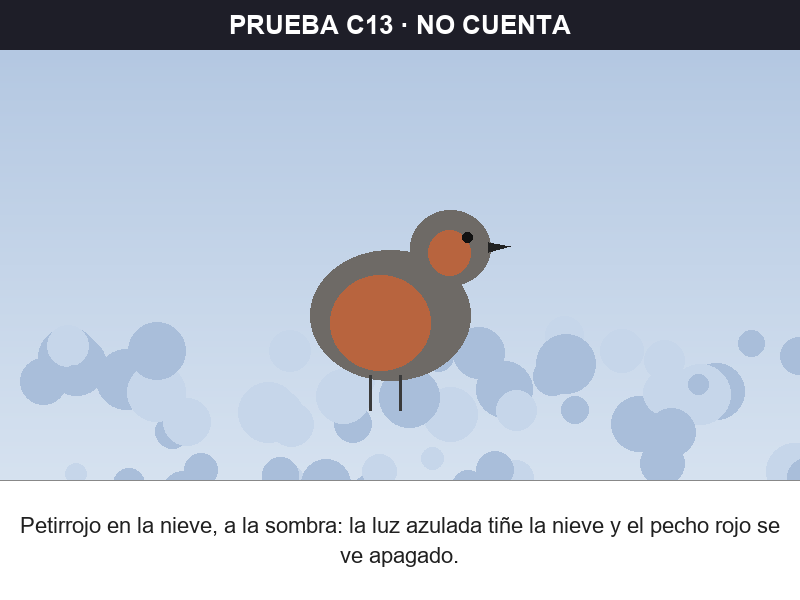 PRUEBA C13 · NO CUENTA
Petirrojo en la nieve, a la sombra: la luz azulada tiñe la nieve y el pecho rojo se
ve apagado.